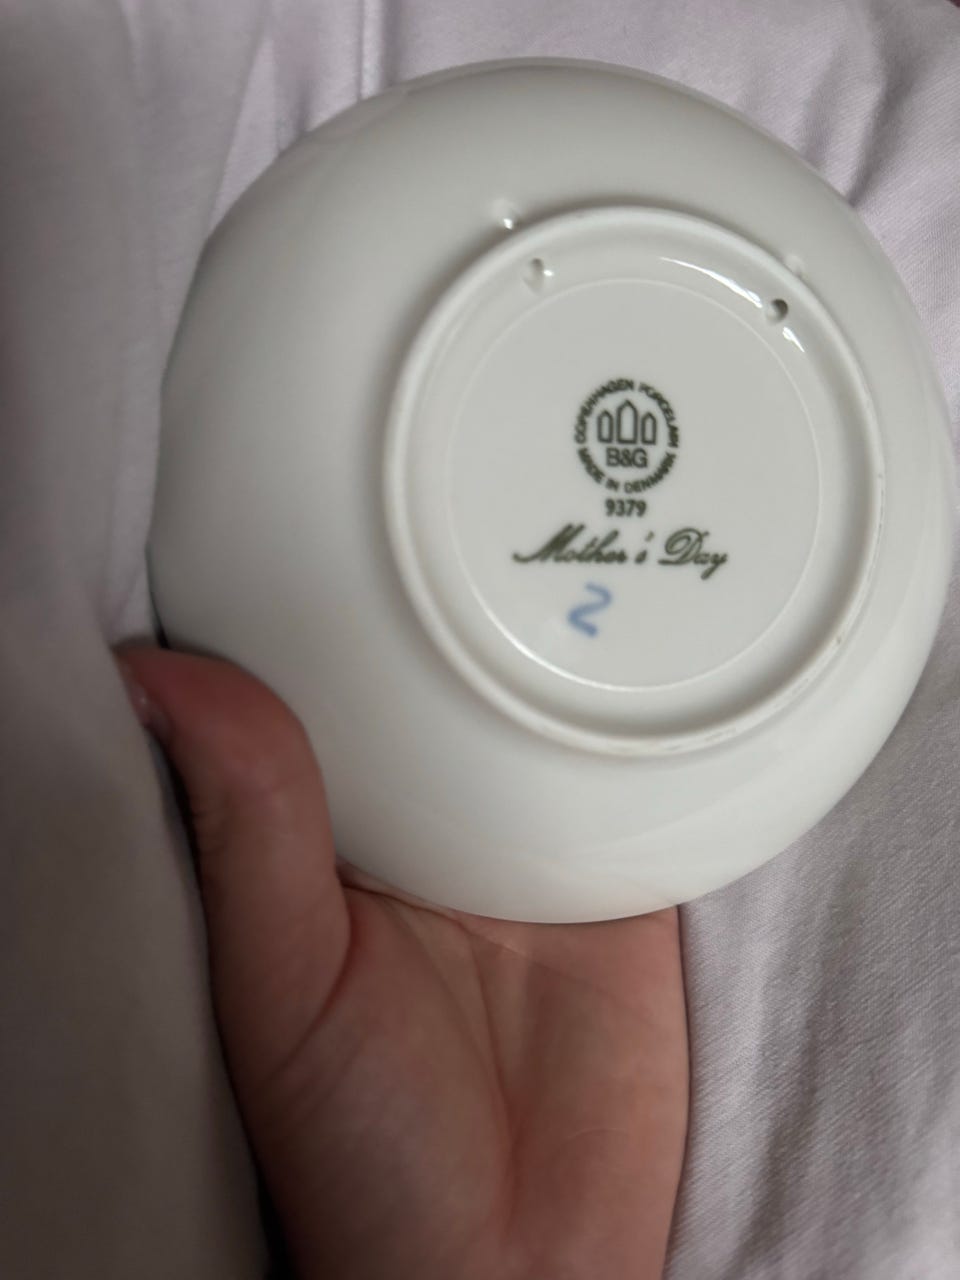 COPENHAGEN PORCELAIN
B&G
MADE IN DENMARK
9379
Mother's Day
2